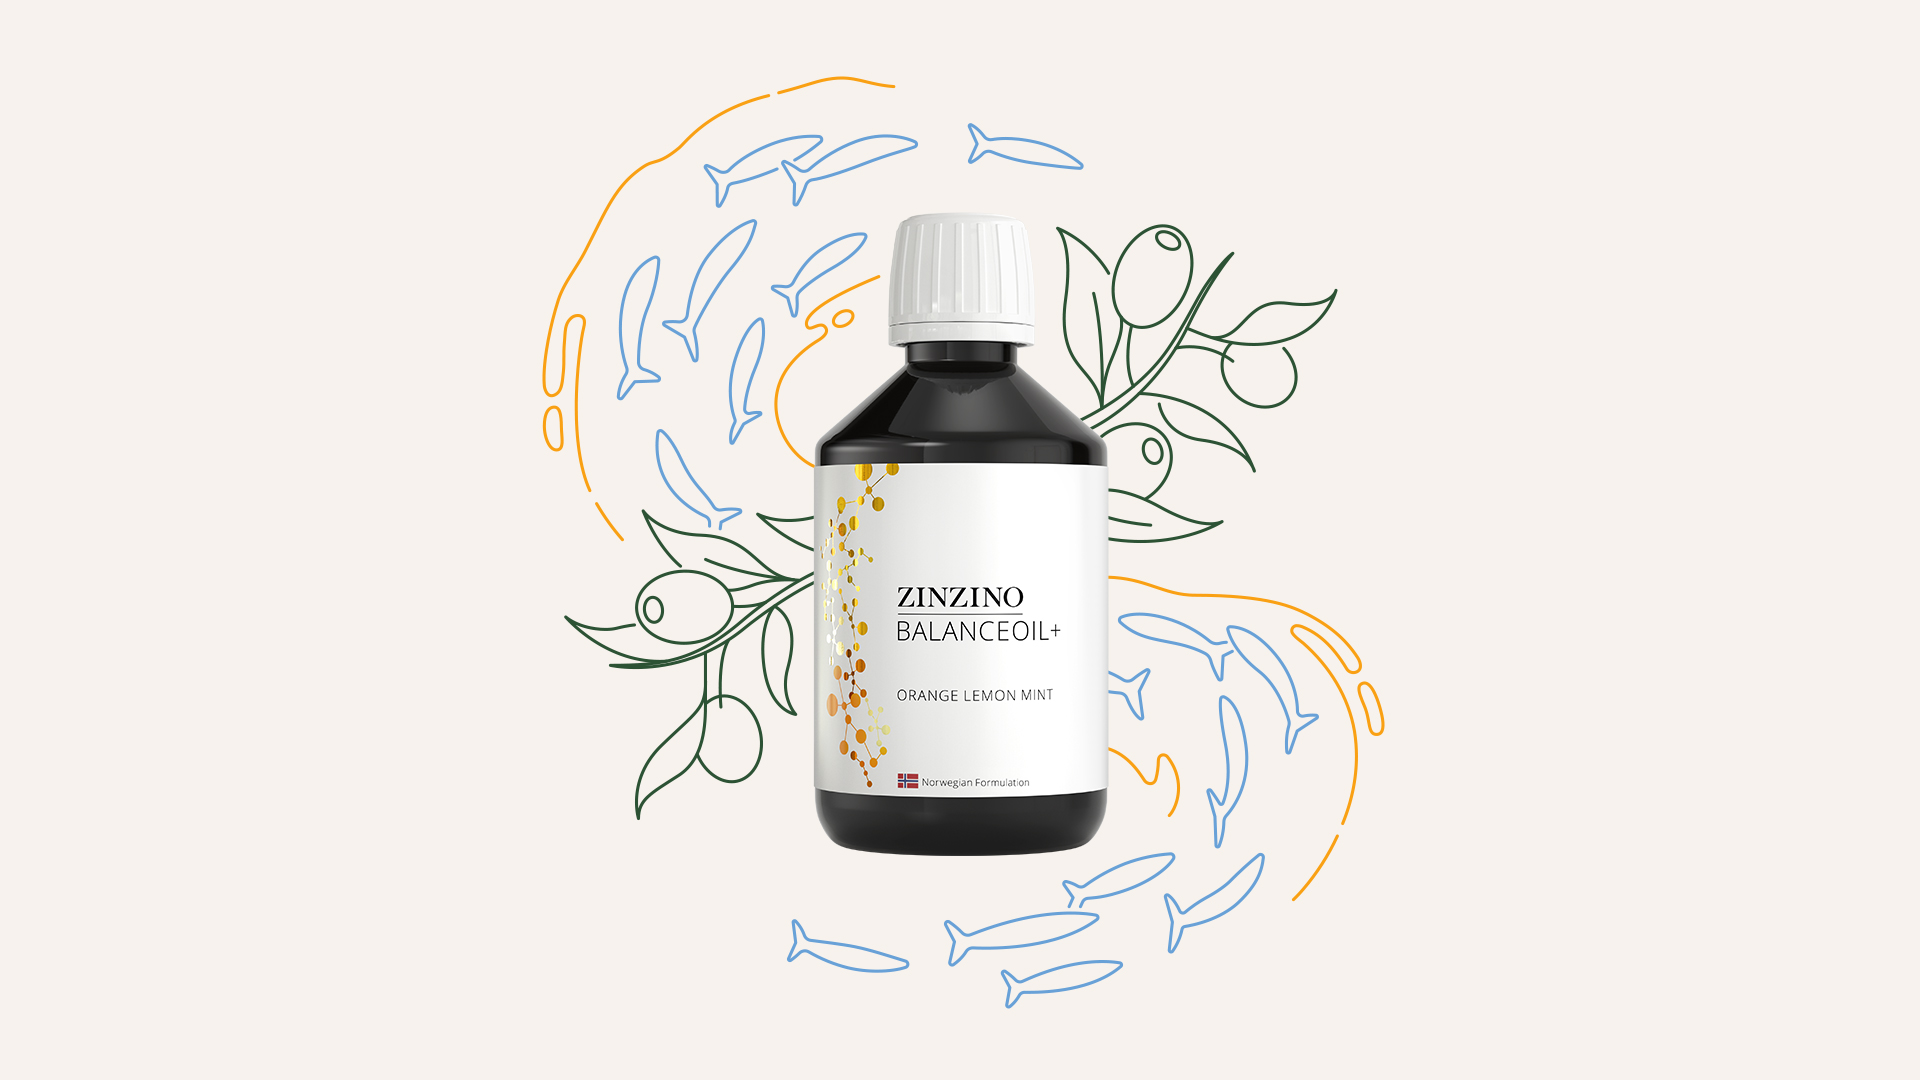 ZINZINO
BALANCEOIL+
ORANGE LEMON MINT
Norwegian Formulation